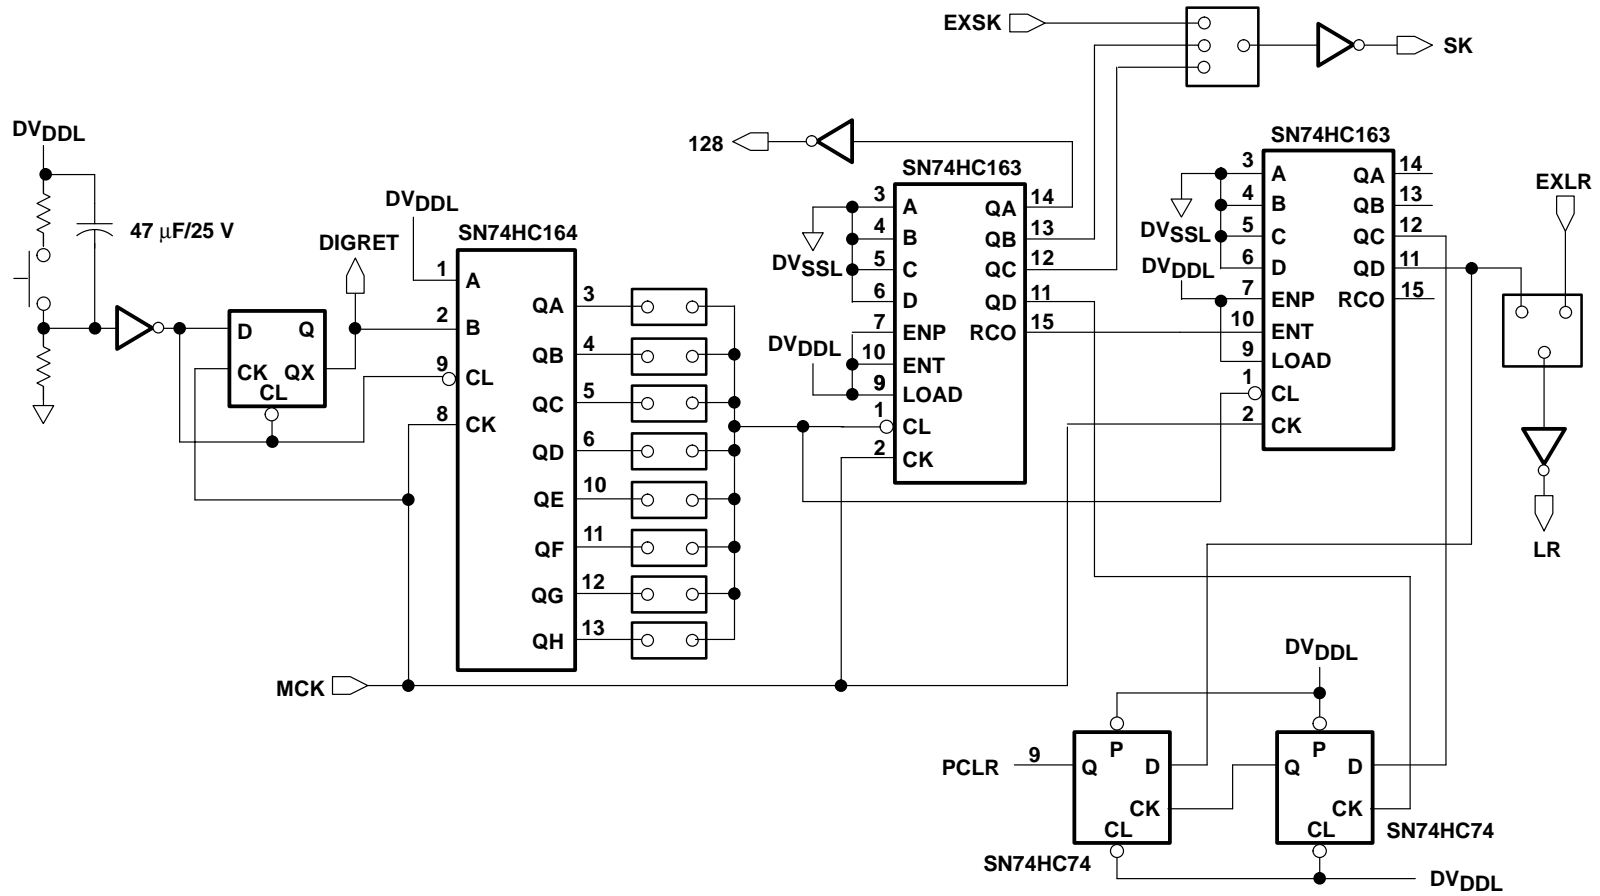 EXSK
SK
DVDDL
47 μF/25 V
DIGRET
D Q
CK QX
CL
DVDDL
SN74HC164
1 A
2 B
9 CL
8 CK
QA 3
QB 4
QC 5
QD 6
QE 10
QF 11
QG 12
QH 13
MCK
128
SN74HC163
DVSSL
DVDDL
3 A
4 B
5 C
6 D
7 ENP
10 ENT
9 LOAD
1 CL
2 CK
QA 14
QB 13
QC 12
QD 11
RCO 15
SN74HC163
DVSSL
DVDDL
3 A
4 B
5 C
6 D
7 ENP
10 ENT
9 LOAD
1 CL
2 CK
QA 14
QB 13
QC 12
QD 11
RCO 15
EXLR
LR
DVDDL
PCLR 9
P
Q D
CK
CL
SN74HC74
P
Q D
CK
CL
SN74HC74
DVDDL